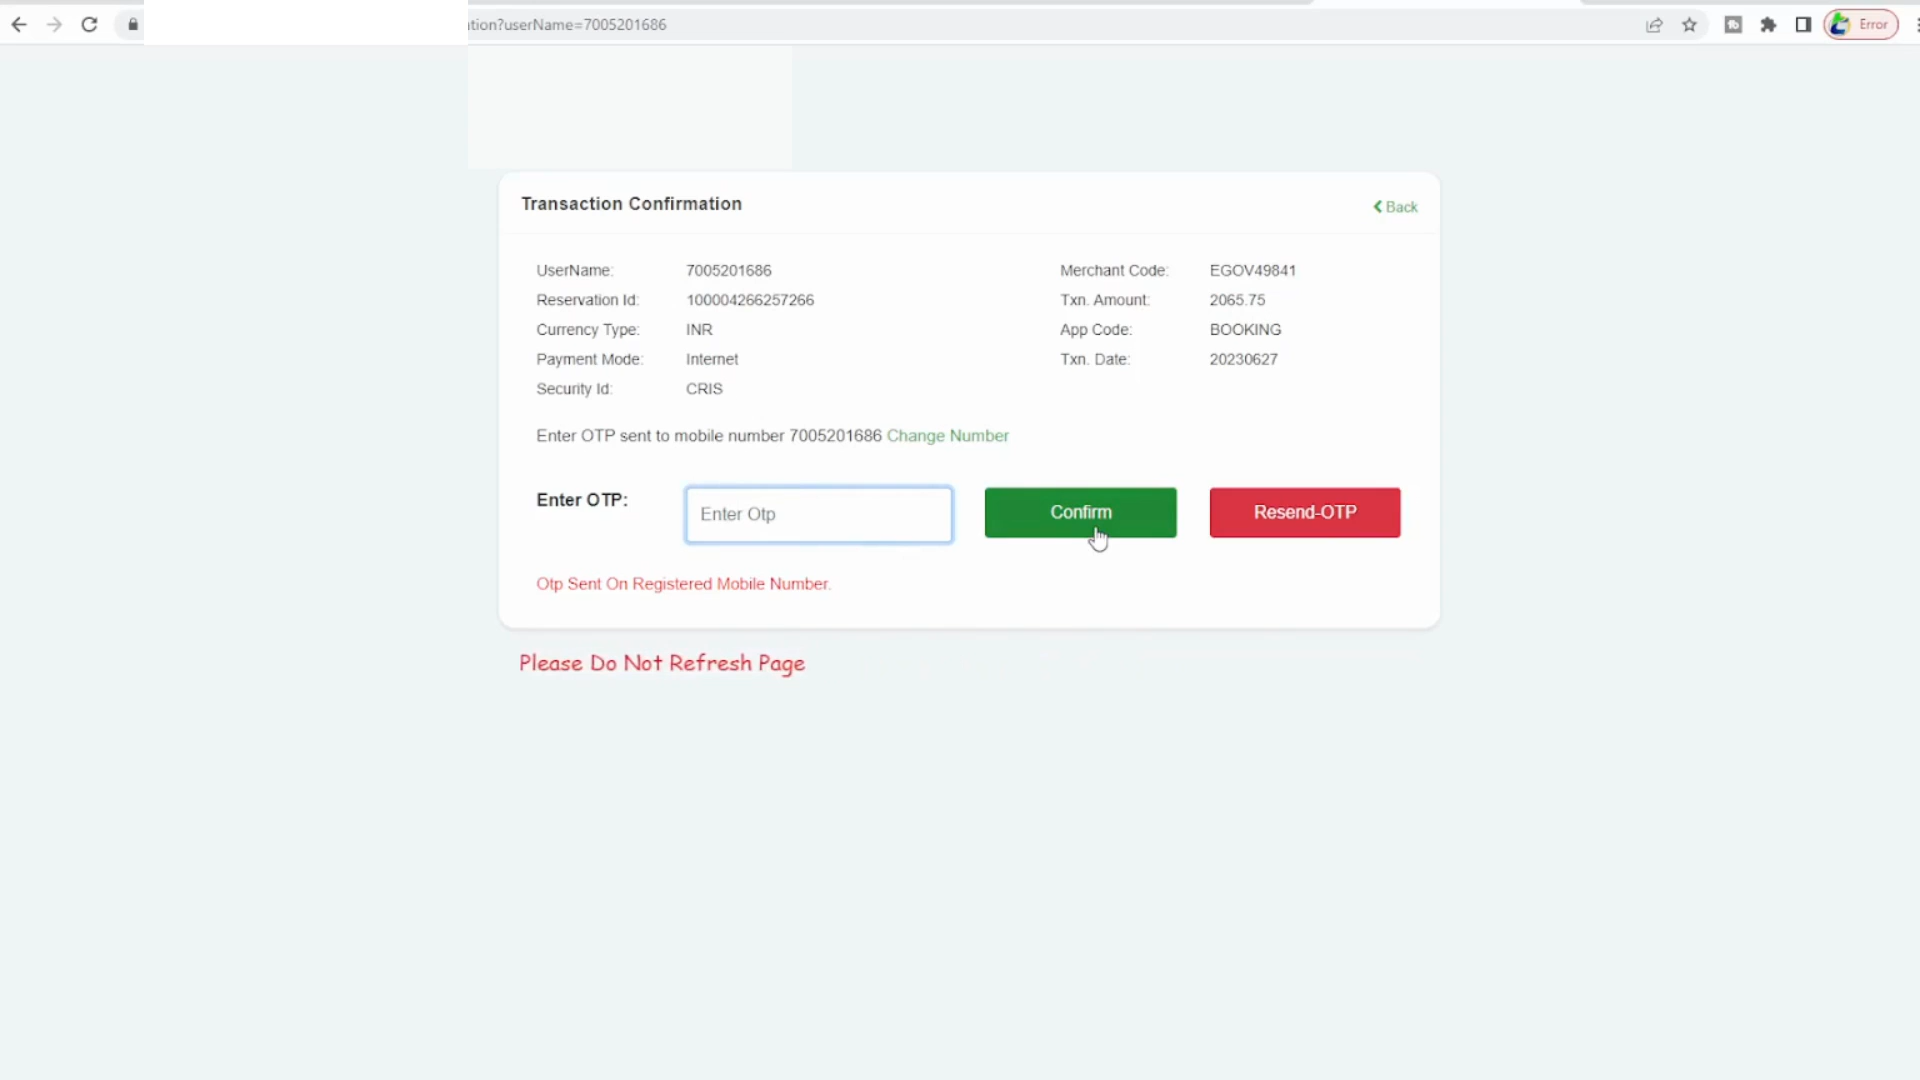 tion?userName=7005201686
Error
Transaction Confirmation
Back
UserName: 7005201686 Merchant Code: EGOV49841
Reservation Id: 100004266257266 Txn. Amount: 2065.75
Currency Type: INR App Code: BOOKING
Payment Mode: Internet Txn. Date: 20230627
Security Id: CRIS
Enter OTP sent to mobile number 7005201686 Change Number
Enter OTP: Enter Otp Confirm Resend-OTP
Otp Sent On Registered Mobile Number.
Please Do Not Refresh Page